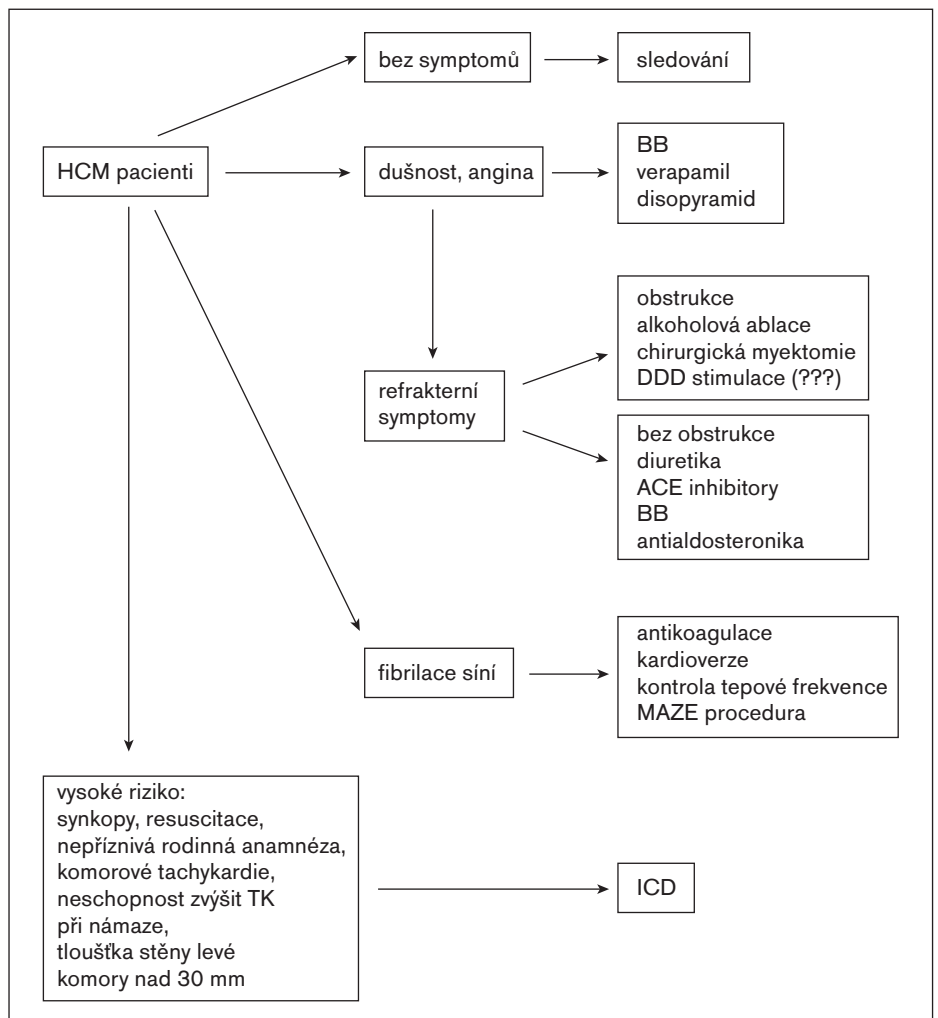 bez symptomů
sledování
HCM pacienti
dušnost, angina
BB
verapamil
disopyramid
refrakterní
symptomy
obstrukce
alkoholová ablace
chirurgická myektomie
DDD stimulace (???)
bez obstrukce
diuretika
ACE inhibitory
BB
antialdosteronika
fibrilace síní
antikoagulace
kardioverze
kontrola tepové frekvence
MAZE procedura
vysoké riziko:
synkopy, resuscitace,
nepříznivá rodinná anamnéza,
komorové tachykardie,
neschopnost zvýšit TK
při námaze,
tloušťka stěny levé
komory nad 30 mm
ICD